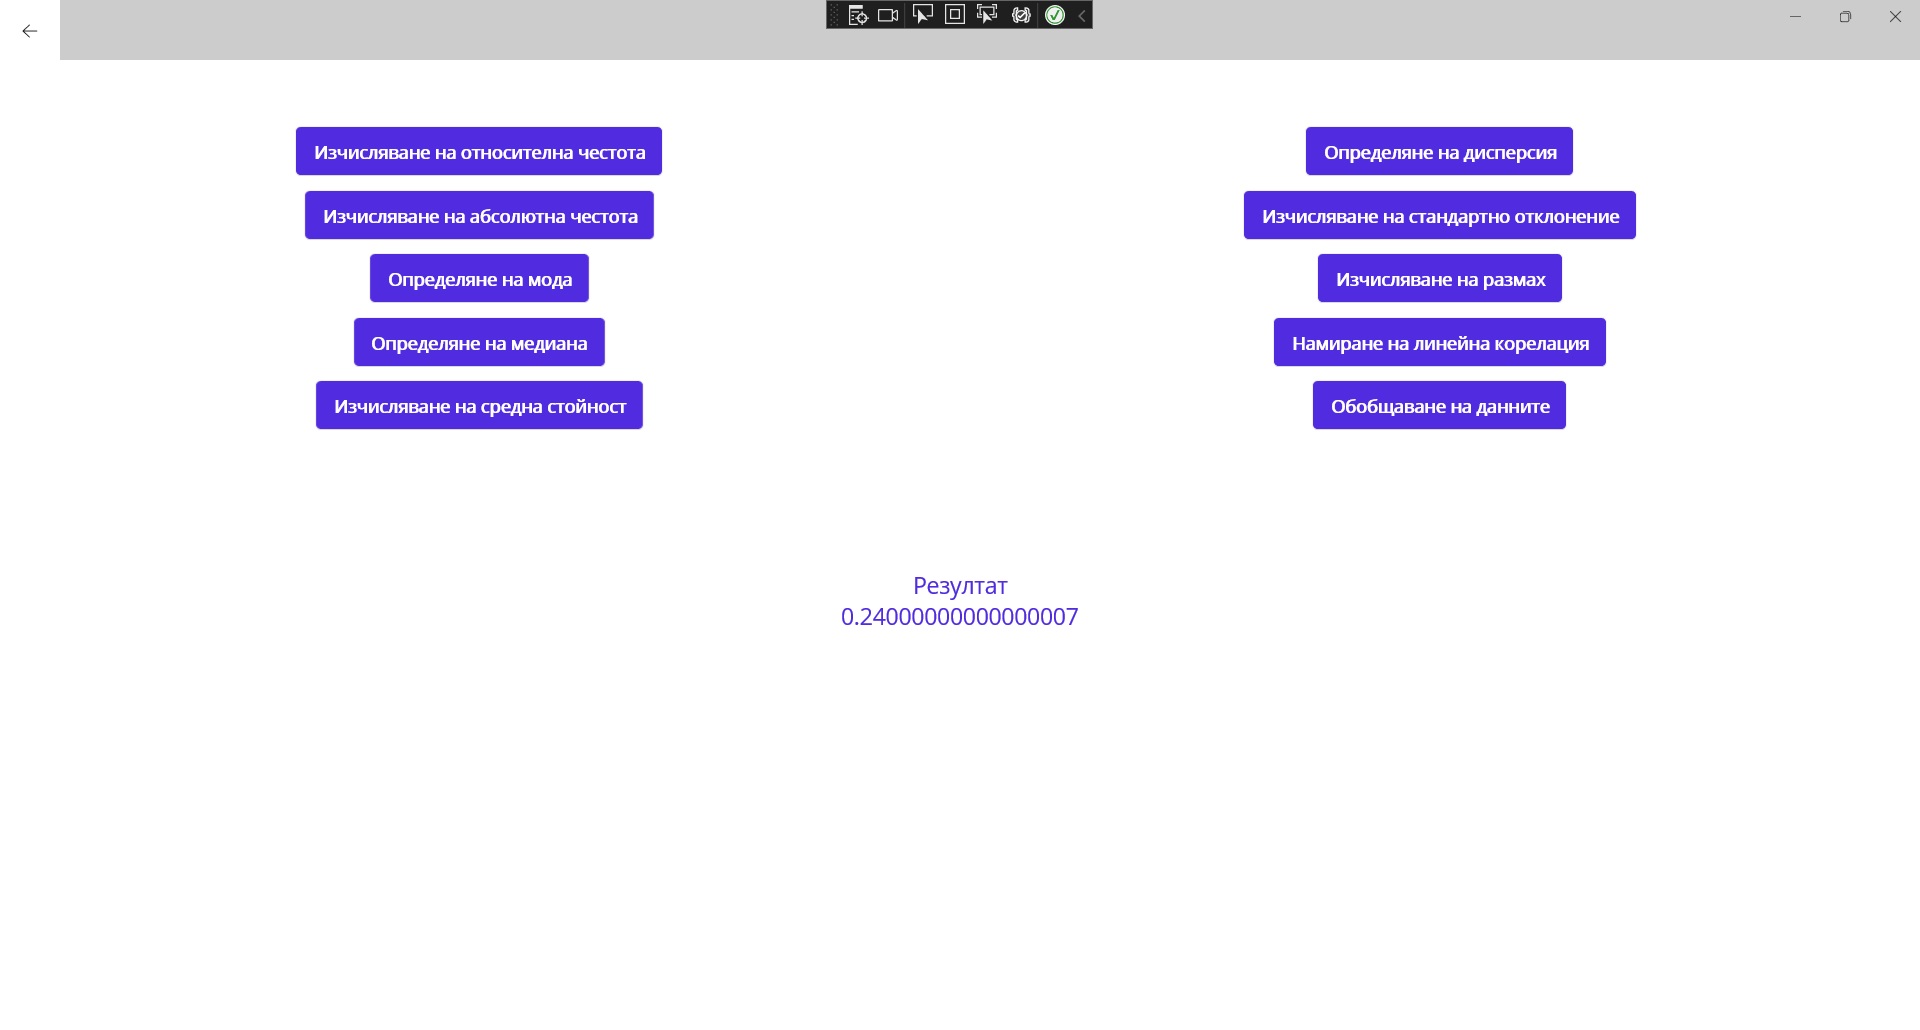 Изчисляване на относителна честота
Изчисляване на абсолютна честота
Определяне на мода
Определяне на медиана
Изчисляване на средна стойност
Определяне на дисперсия
Изчисляване на стандартно отклонение
Изчисляване на размах
Намиране на линейна корелация
Обобщаване на данните
Резултат
0.24000000000000007